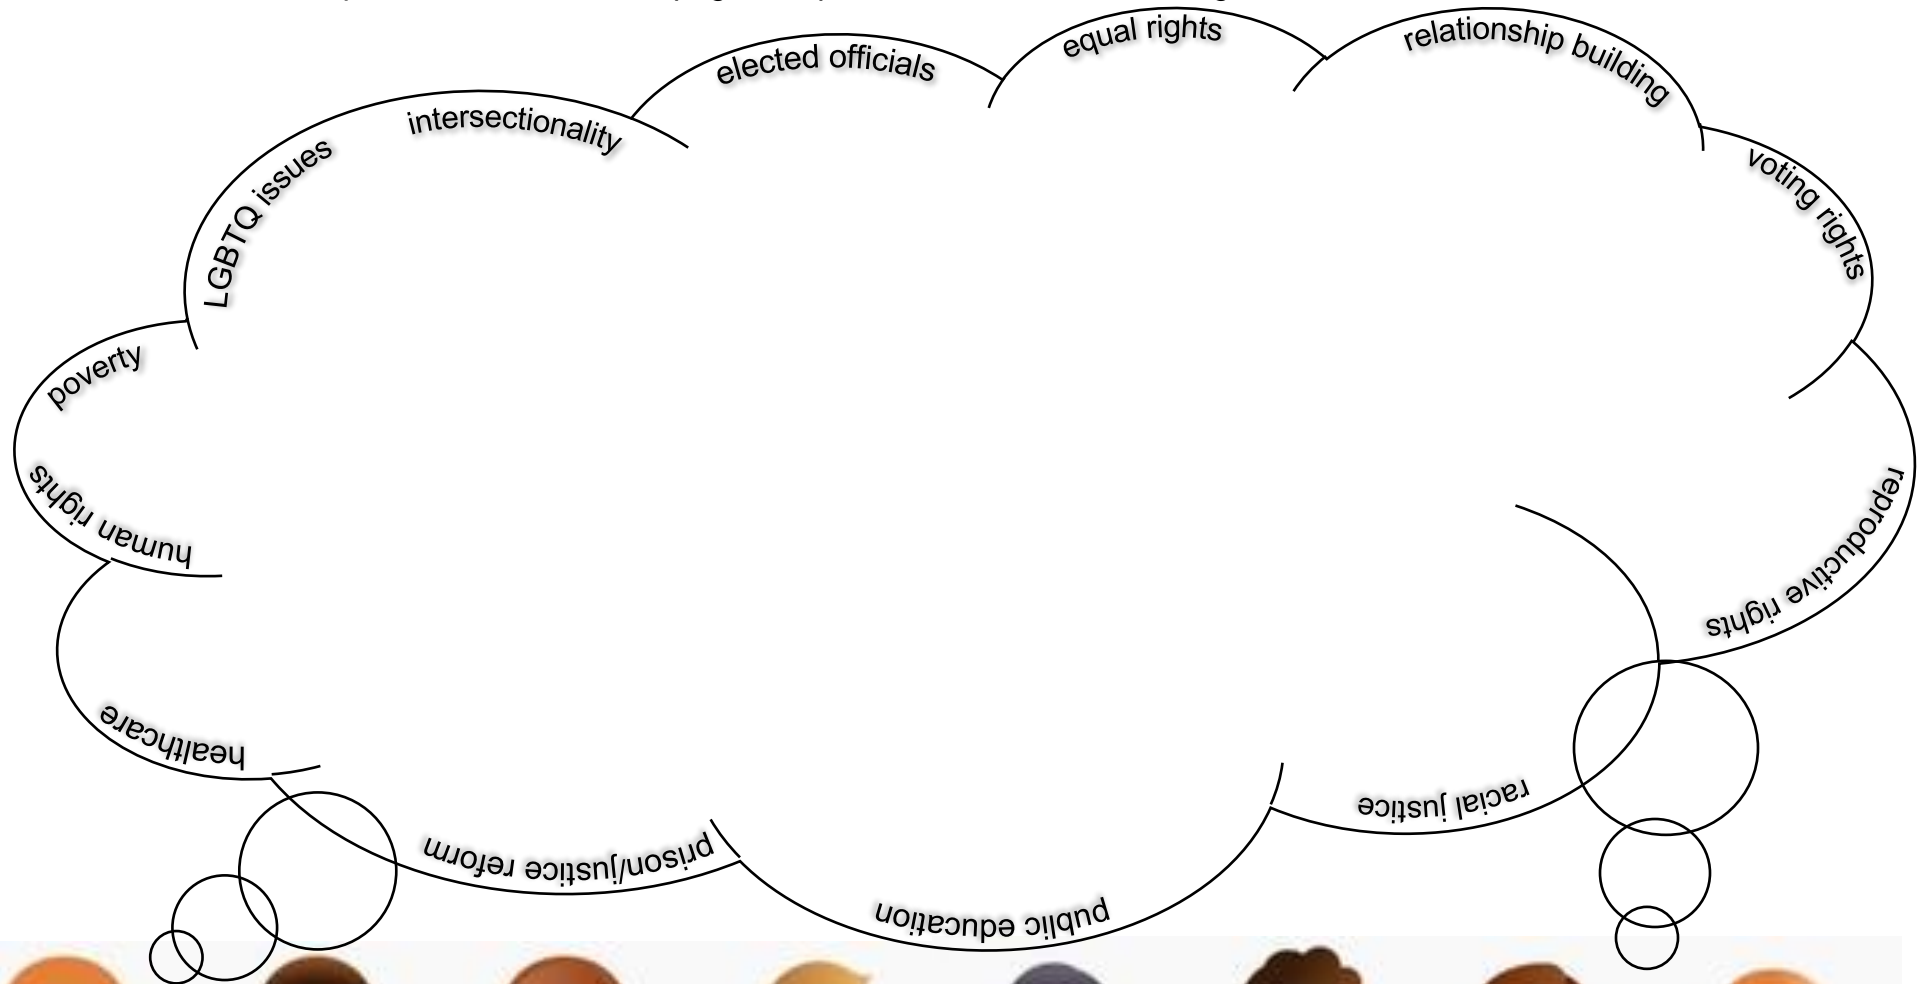 LGBTQ issues
intersectionality
elected officials
equal rights
relationship building
voting rights
reproductive rights
racial justice
public education
prison/justice reform
healthcare
human rights
poverty